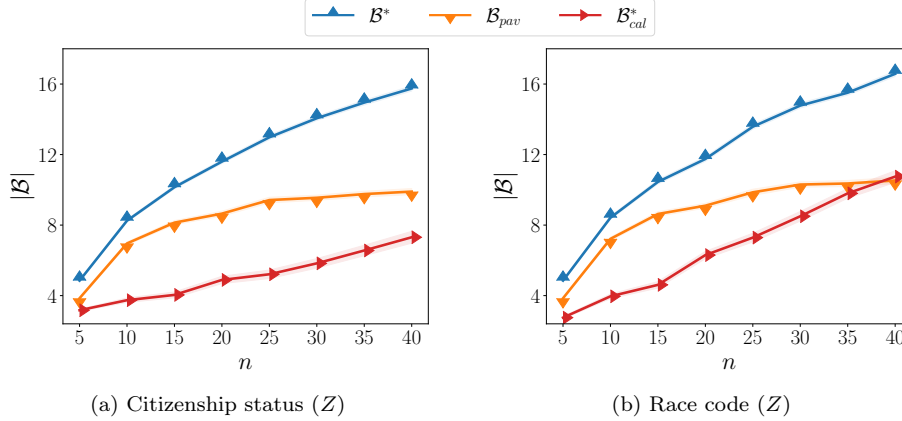 ℬ* ℬ_pav ℬ*_cal
16
12
8
4
|ℬ|
5 10 15 20 25 30 35 40
n
(a) Citizenship status (Z)
16
12
8
4
|ℬ|
5 10 15 20 25 30 35 40
n
(b) Race code (Z)